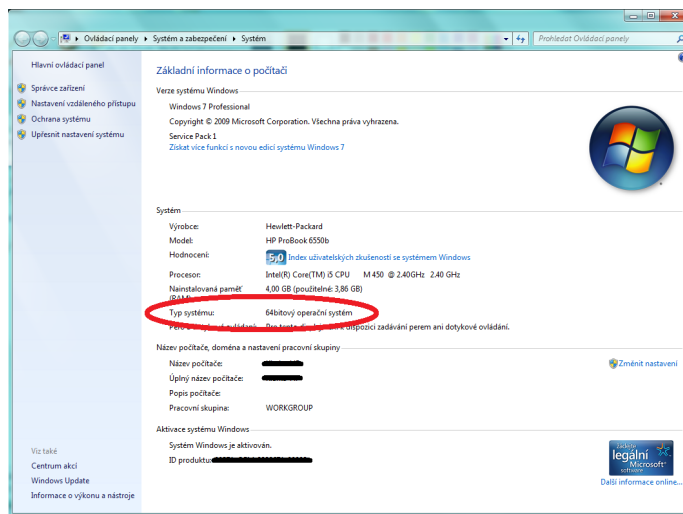 Ovládací panely ▸ Systém a zabezpečení ▸ Systém
Prohledat Ovládací panely
Hlavní ovládací panel
Správce zařízení
Nastavení vzdáleného přístupu
Ochrana systému
Upřesnit nastavení systému
Základní informace o počítači
Verze systému Windows
Windows 7 Professional
Copyright © 2009 Microsoft Corporation. Všechna práva vyhrazena.
Service Pack 1
Získat více funkcí s novou edicí systému Windows 7
Systém
Výrobce: Hewlett-Packard
Model: HP ProBook 6550b
Hodnocení: 5,0 Index uživatelských zkušeností se systémem Windows
Procesor: Intel(R) Core(TM) i5 CPU M 450 @ 2.40GHz 2.40 GHz
Nainstalovaná paměť (RAM): 4,00 GB (použitelné: 3,86 GB)
Typ systému: 64bitový operační systém
Pero a dispozici zadávání perem ani dotykové ovládání.
Název počítače, doména a nastavení pracovní skupiny
Název počítače:
Změnit nastavení
Úplný název počítače:
Popis počítače:
Pracovní skupina: WORKGROUP
Aktivace systému Windows
Systém Windows je aktivován.
ID produktu:
žádejte
legální
Microsoft®
software
Další informace online...
Viz také
Centrum akcí
Windows Update
Informace o výkonu a nástroje